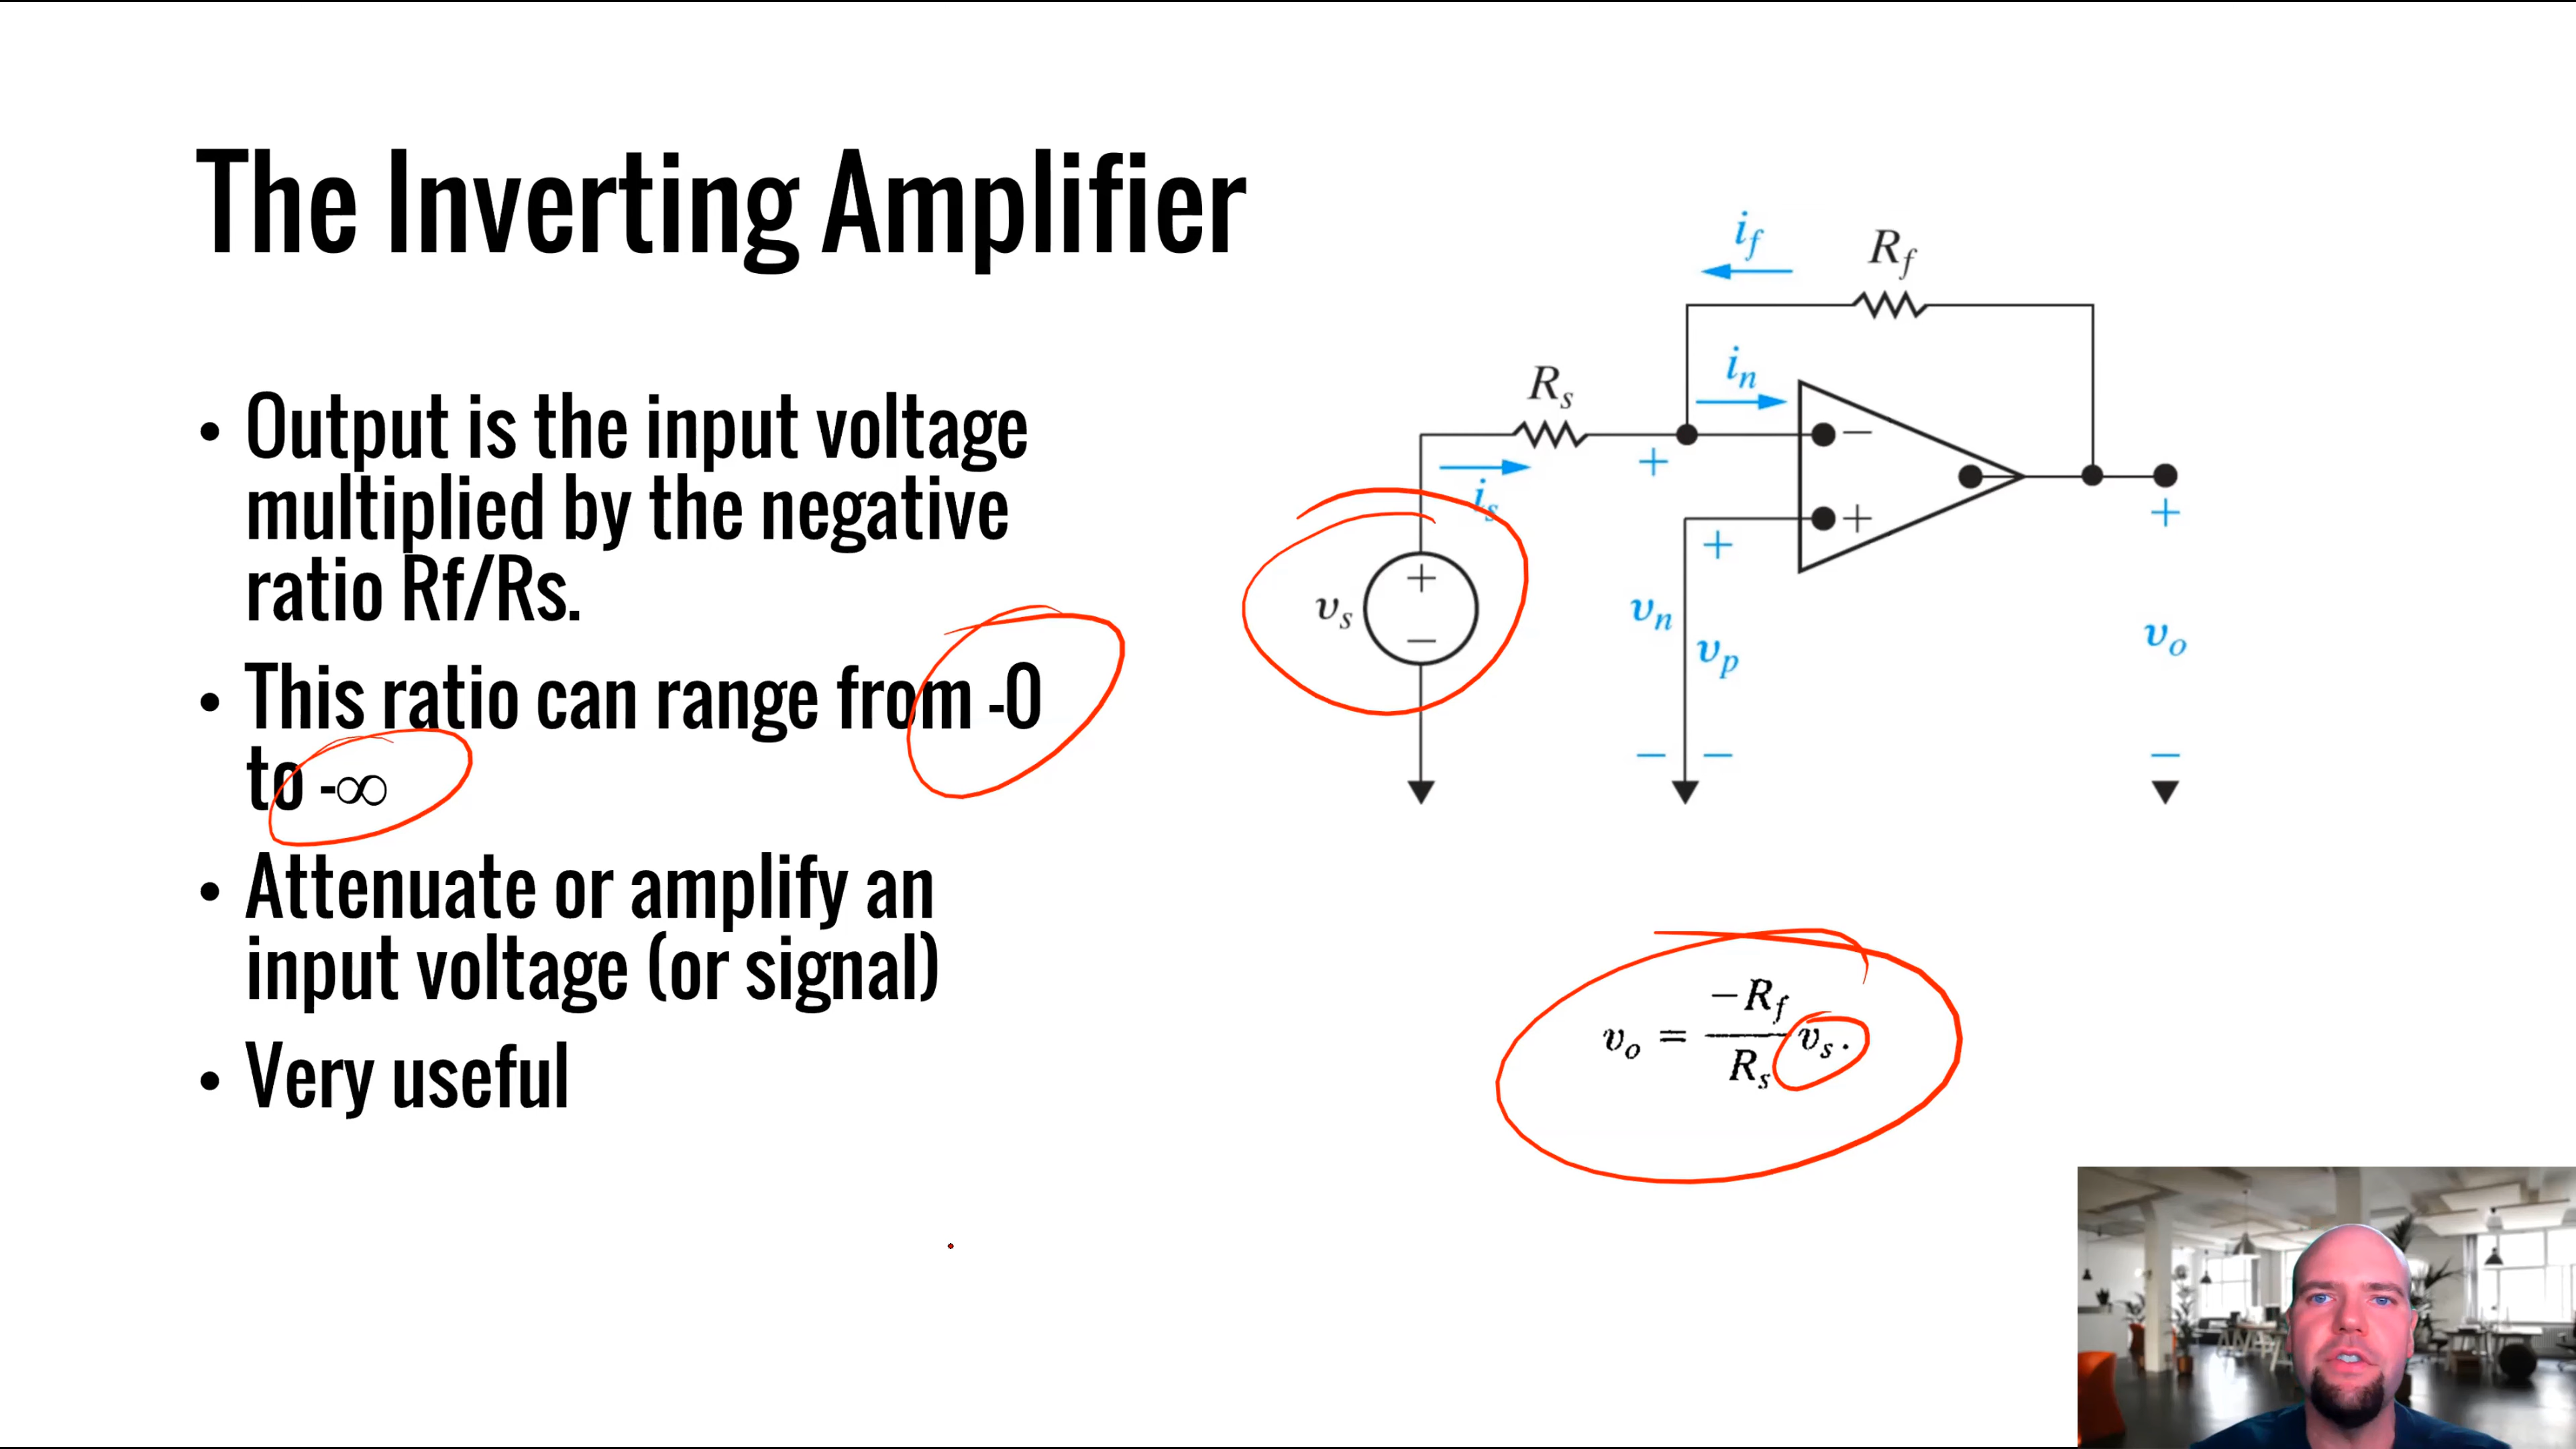 The Inverting Amplifier
• Output is the input voltage
multiplied by the negative
ratio Rf/Rs.
• This ratio can range from -0
to -∞
• Attenuate or amplify an
input voltage (or signal)
• Very useful
i_f
R_f
i_n
R_s
+
−
i_s
+
+
+
+
−
v_s
v_n
v_p
v_o
−
−
−
v_o = −R_f / R_s v_s.